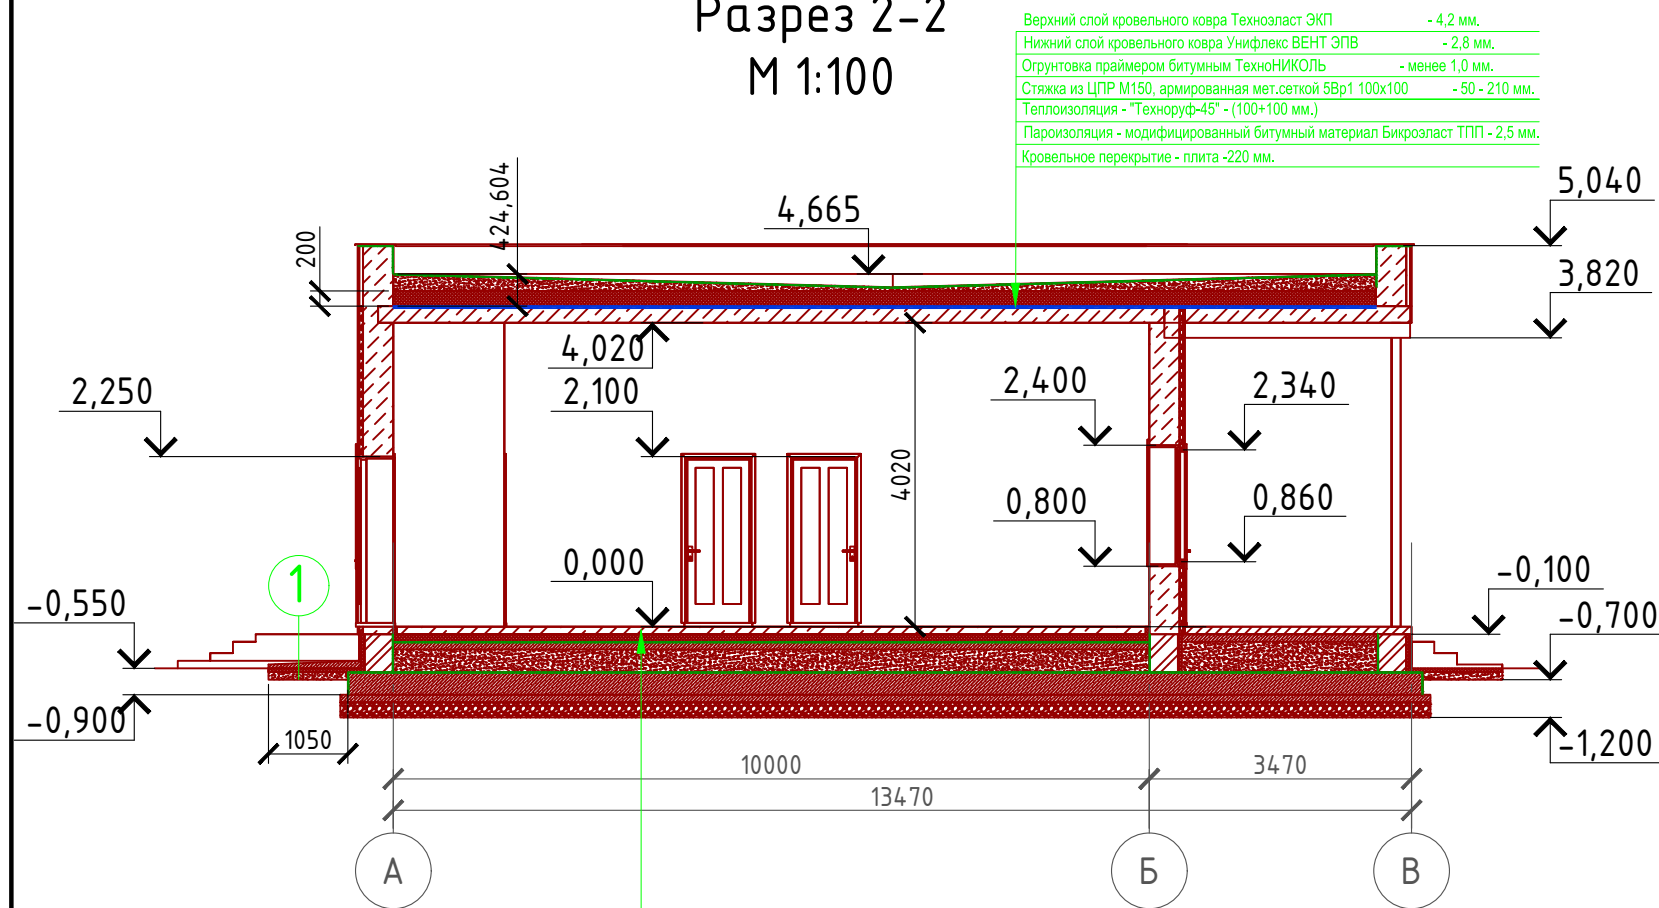 Разрез 2-2
М 1:100
Верхний слой кровельного ковра Техноэласт ЭКП - 4,2 мм.
Нижний слой кровельного ковра Унифлекс ВЕНТ ЭПВ - 2,8 мм.
Огрунтовка праймером битумным ТехноНИКОЛЬ - менее 1,0 мм.
Стяжка из ЦПР М150, армированная мет.сеткой 5Вр1 100х100 - 50 - 210 мм.
Теплоизоляция - "Техноруф-45" - (100+100 мм.)
Пароизоляция - модифицированный битумный материал Бикроэласт ТПП - 2,5 мм.
Кровельное перекрытие - плита -220 мм.
424,604
200
4,665
5,040
3,820
4,020
2,250
2,100
2,400
2,340
4020
0,800
0,860
0,000
1
-0,550
-0,100
-0,700
-0,900
-1,200
1050
10000
3470
13470
А
Б
В